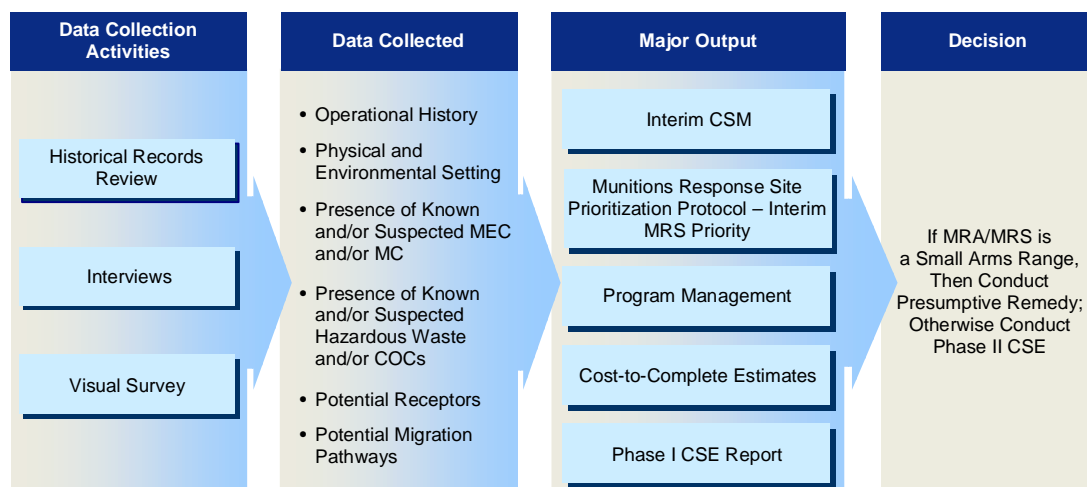 Data Collection
Activities
Historical Records
Review
Interviews
Visual Survey
Data Collected
• Operational History
• Physical and
Environmental Setting
• Presence of Known
and/or Suspected MEC
and/or MC
• Presence of Known
and/or Suspected
Hazardous Waste
and/or COCs
• Potential Receptors
• Potential Migration
Pathways
Major Output
Interim CSM
Munitions Response Site
Prioritization Protocol – Interim
MRS Priority
Program Management
Cost-to-Complete Estimates
Phase I CSE Report
Decision
If MRA/MRS is
a Small Arms Range,
Then Conduct
Presumptive Remedy;
Otherwise Conduct
Phase II CSE